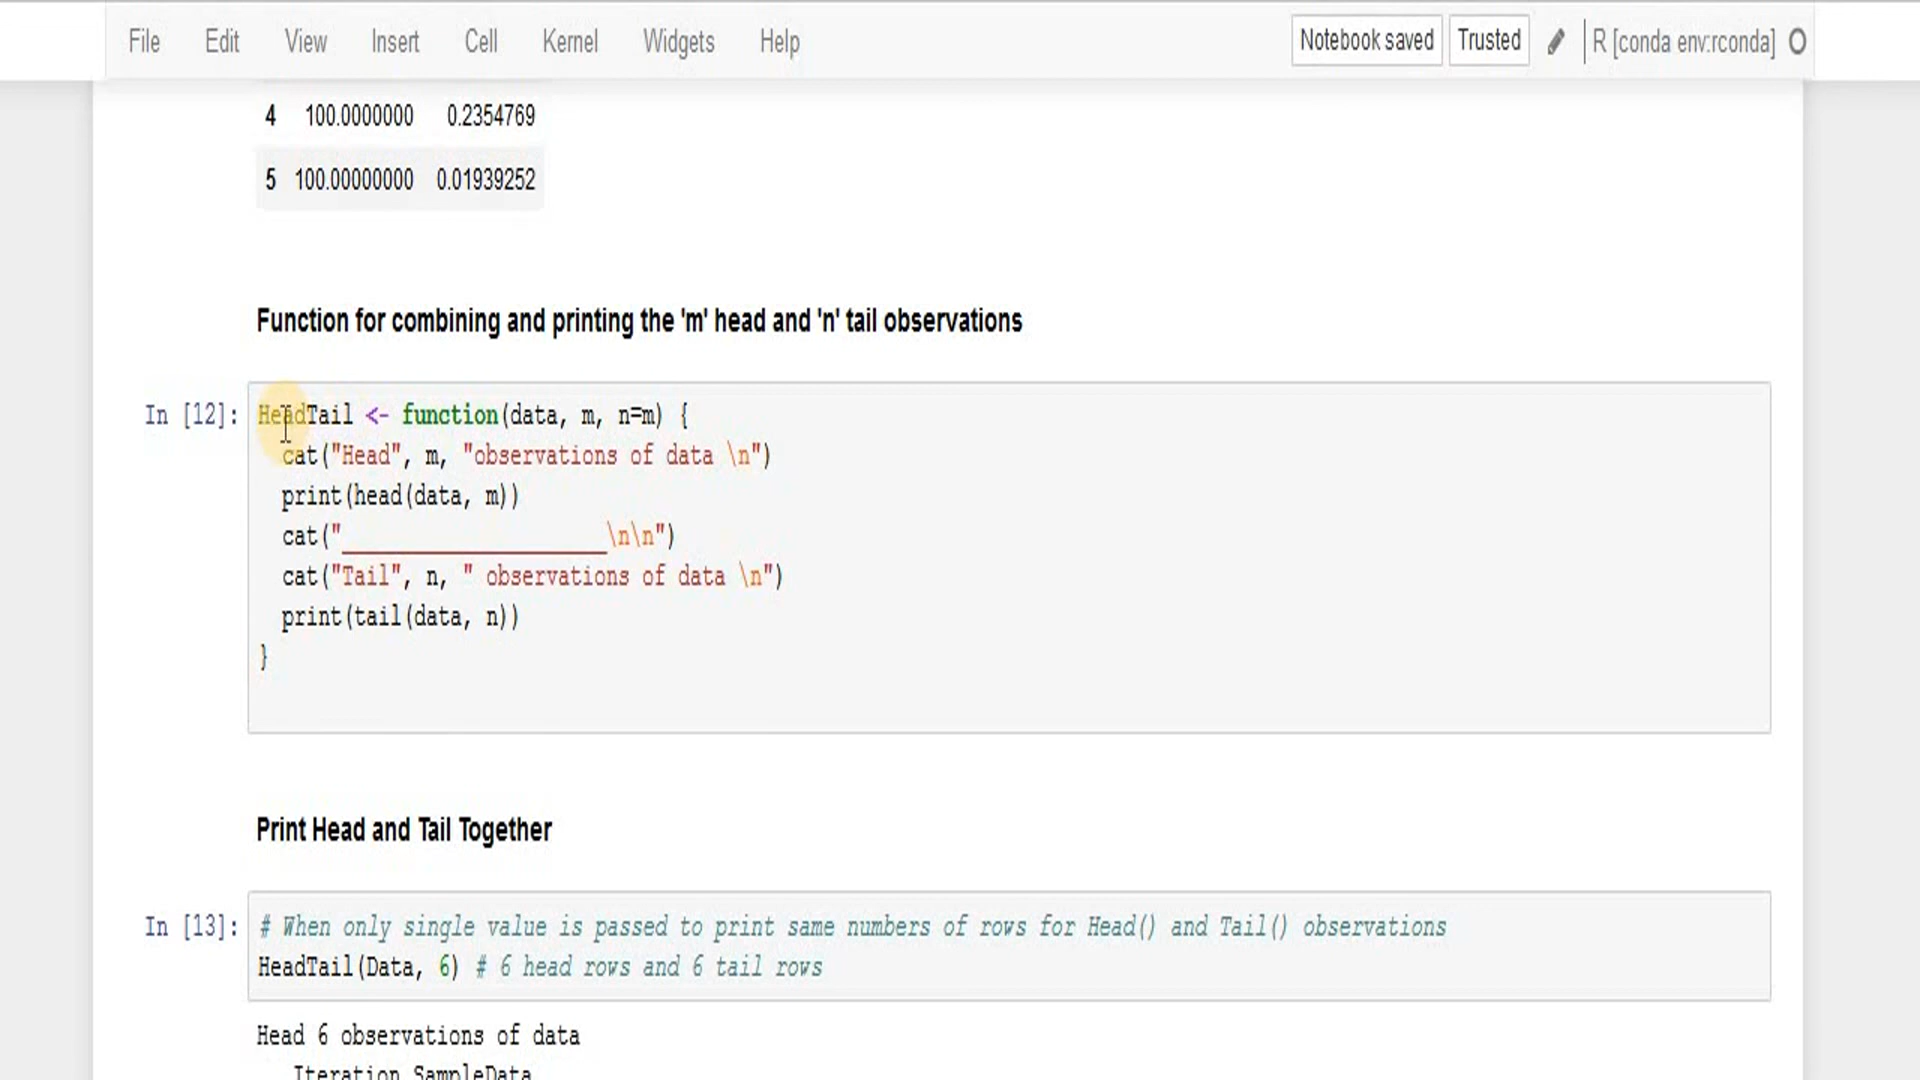 File Edit View Insert Cell Kernel Widgets Help Notebook saved Trusted R [conda env:rconda]
4 100.0000000 0.2354769
5 100.00000000 0.01939252
Function for combining and printing the 'm' head and 'n' tail observations
In [12]: HeadTail <- function(data, m, n=m) {
cat("Head", m, "observations of data \n")
print(head(data, m))
cat("______________________\n\n")
cat("Tail", n, " observations of data \n")
print(tail(data, n))
}
Print Head and Tail Together
In [13]: # When only single value is passed to print same numbers of rows for Head() and Tail() observations
HeadTail(Data, 6) # 6 head rows and 6 tail rows
Head 6 observations of data
Iteration SampleData